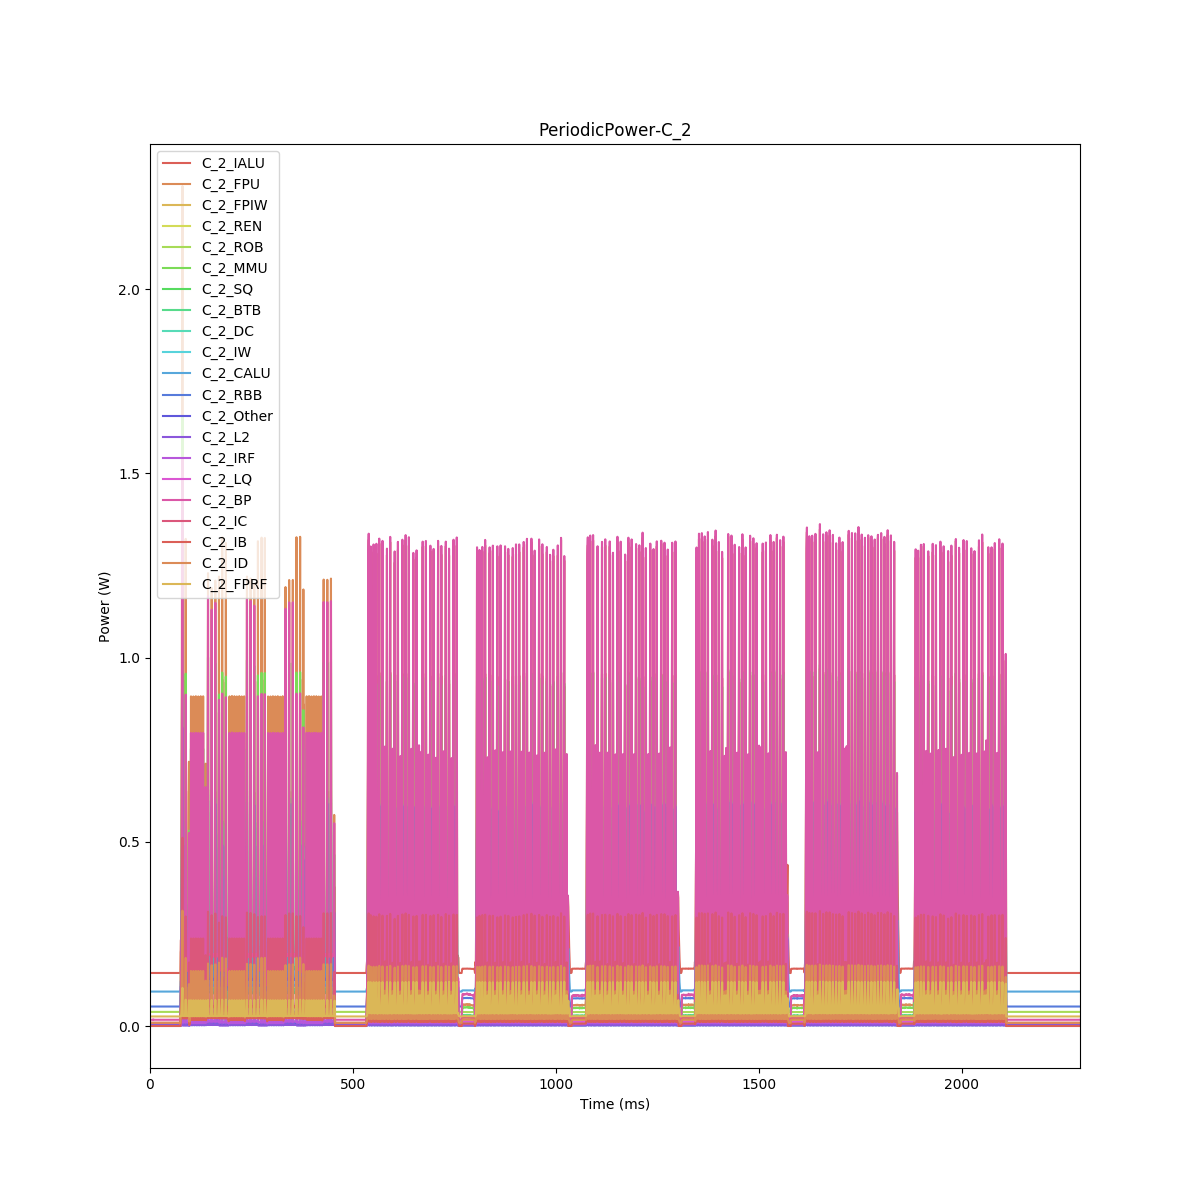 PeriodicPower-C_2
C_2_IALU
C_2_FPU
C_2_FPIW
C_2_REN
C_2_ROB
C_2_MMU
C_2_SQ
C_2_BTB
C_2_DC
C_2_IW
C_2_CALU
C_2_RBB
C_2_Other
C_2_L2
C_2_IRF
C_2_LQ
C_2_BP
C_2_IC
C_2_IB
C_2_ID
C_2_FPRF
2.0
1.5
1.0
0.5
0.0
Power (W)
0 500 1000 1500 2000
Time (ms)